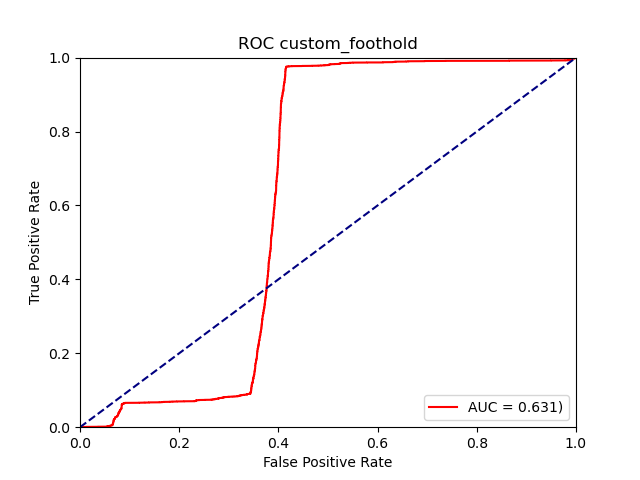 ROC custom_foothold
True Positive Rate
1.0
0.8
0.6
0.4
0.2
0.0
AUC = 0.631)
0.0 0.2 0.4 0.6 0.8 1.0
False Positive Rate